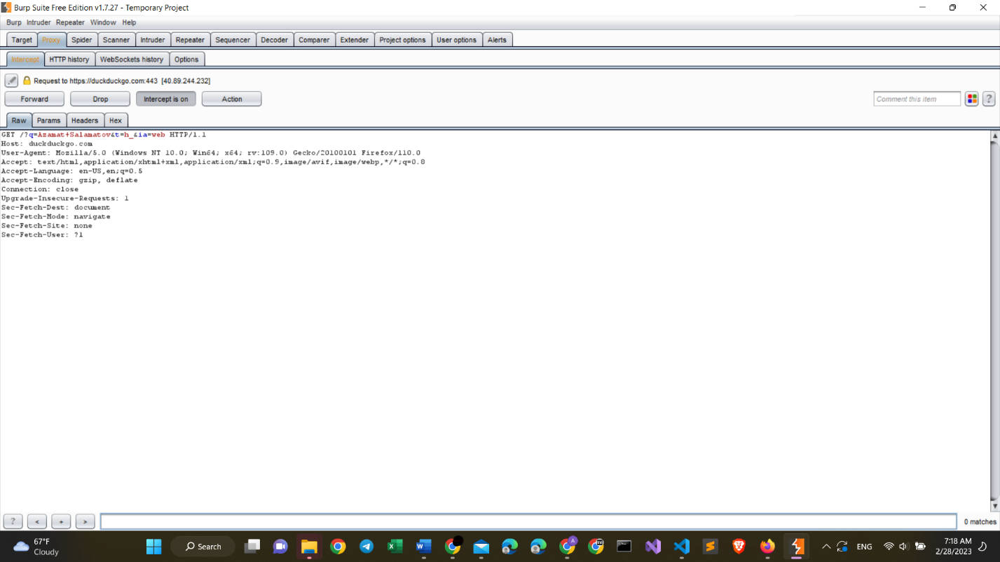 Burp Suite Free Edition v1.7.27 - Temporary Project
Burp Intruder Repeater Window Help
Target Proxy Spider Scanner Intruder Repeater Sequencer Decoder Comparer Extender Project options User options Alerts
Intercept HTTP history WebSockets history Options
Request to https://duckduckgo.com:443 [40.89.244.232]
Forward Drop Intercept is on Action Comment this item ?
Raw Params Headers Hex
GET /?q=Azamat+Salamatov&t=h_&ia=web HTTP/1.1
Host: duckduckgo.com
User-Agent: Mozilla/5.0 (Windows NT 10.0; Win64; x64; rv:109.0) Gecko/20100101 Firefox/110.0
Accept: text/html,application/xhtml+xml,application/xml;q=0.9,image/avif,image/webp,*/*;q=0.8
Accept-Language: en-US,en;q=0.5
Accept-Encoding: gzip, deflate
Connection: close
Upgrade-Insecure-Requests: 1
Sec-Fetch-Dest: document
Sec-Fetch-Mode: navigate
Sec-Fetch-Site: none
Sec-Fetch-User: ?1
? < + > 0 matches
67°F
Cloudy
Search
ENG
7:18 AM
2/28/2023